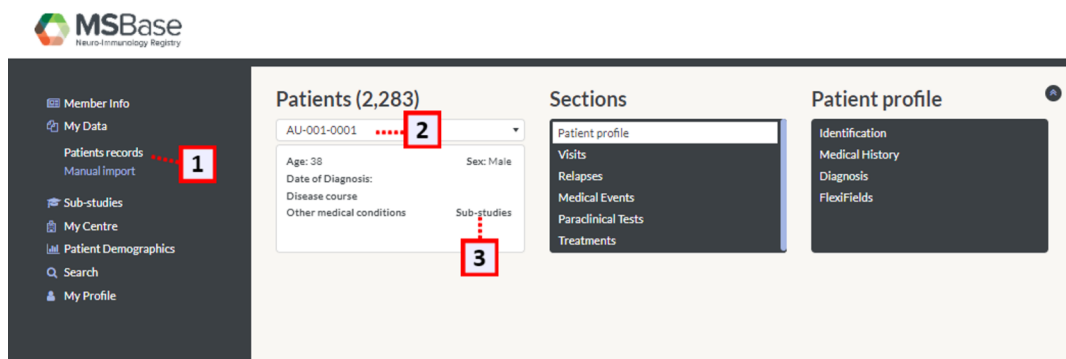 MSBase
Neuro-Immunology Registry
Member Info
My Data
Patients records
1
Manual import
Sub-studies
My Centre
Patient Demographics
Search
My Profile
Patients (2,283)
AU-001-0001
2
Age: 38 Sex: Male
Date of Diagnosis:
Disease course
Other medical conditions Sub-studies
3
Sections
Patient profile
Visits
Relapses
Medical Events
Paraclinical Tests
Treatments
Patient profile
Identification
Medical History
Diagnosis
FlexiFields